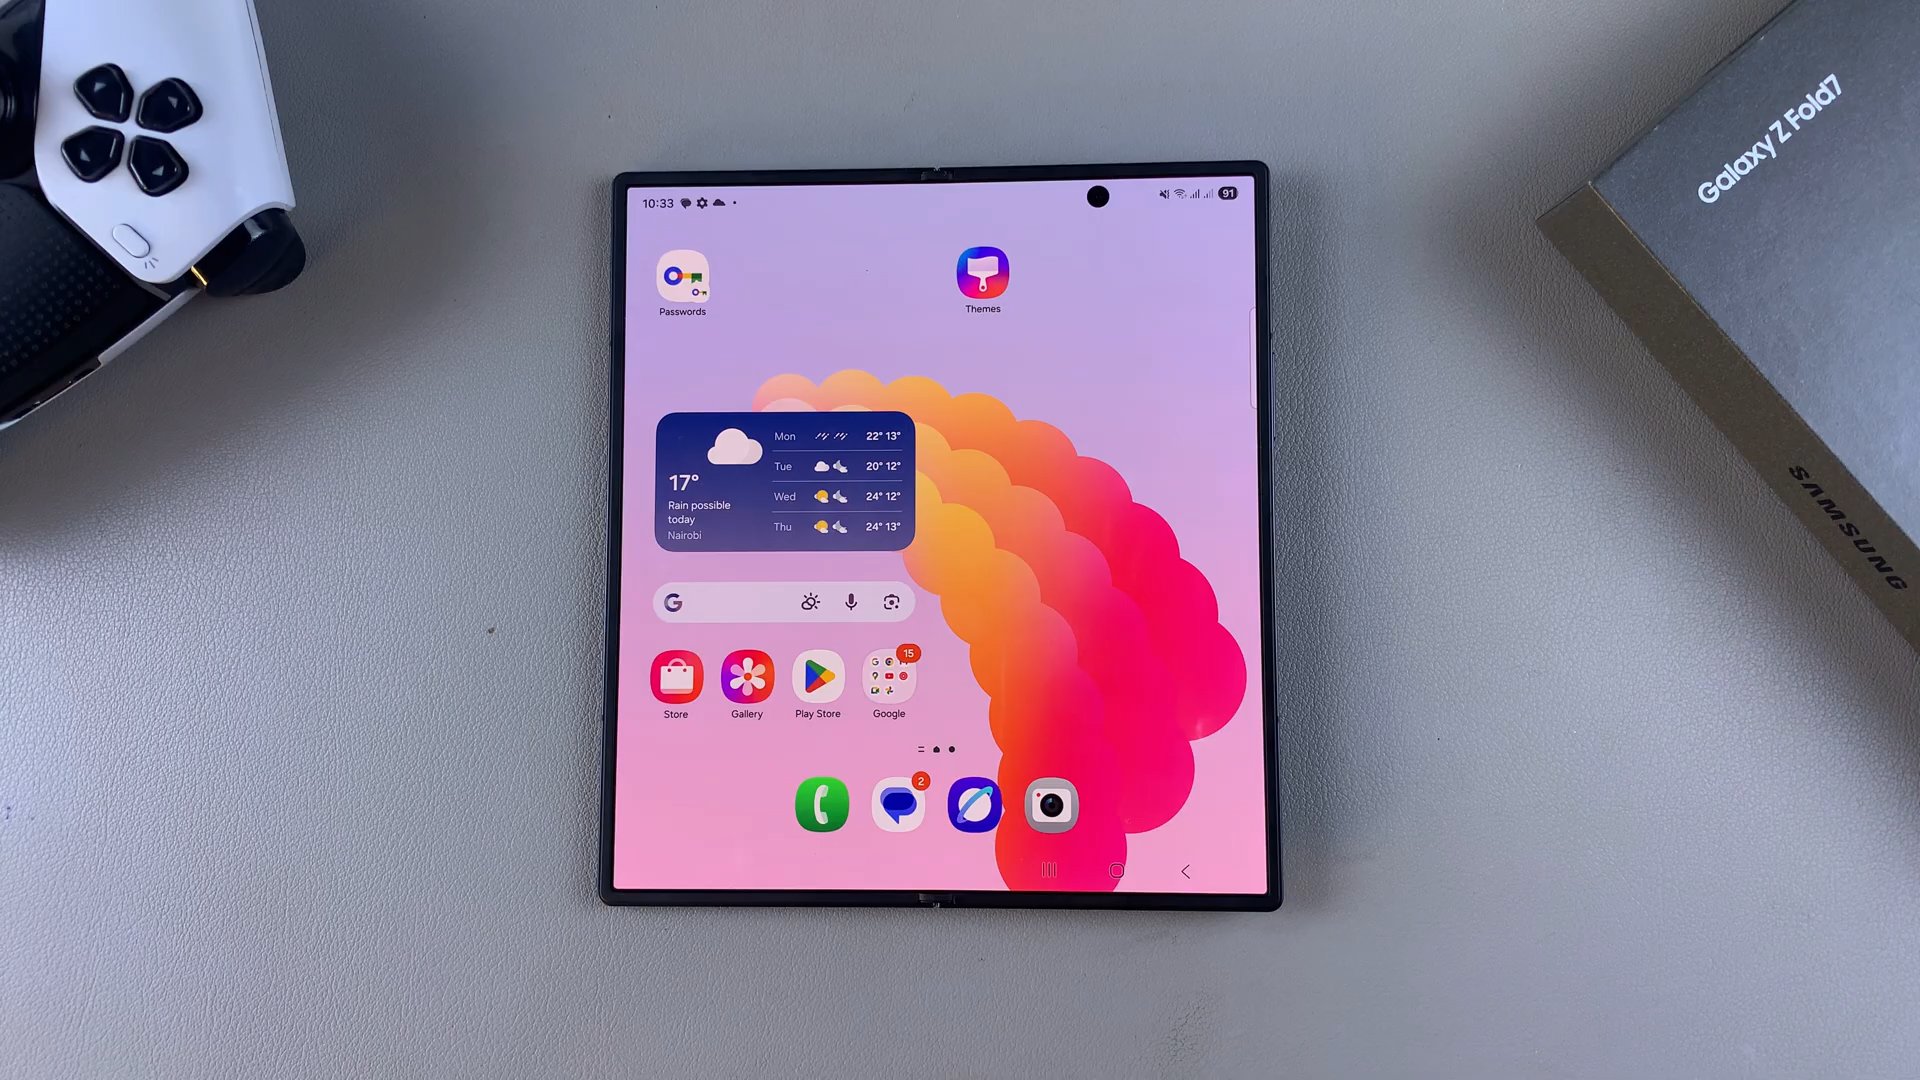 Galaxy Z Fold7
SAMSUNG
10:33
91
Passwords
Themes
17°
Rain possible
today
Nairobi
Mon 22° 13°
Tue 20° 12°
Wed 24° 12°
Thu 24° 13°
G
15
Store
Gallery
Play Store
Google
2